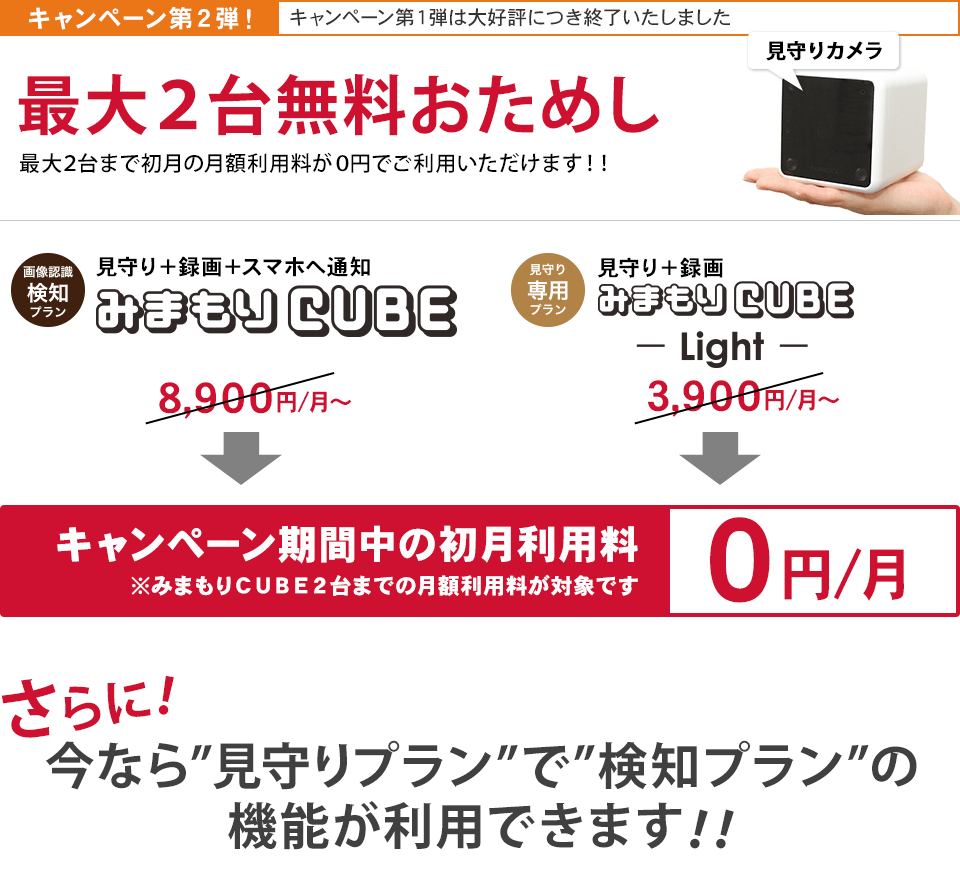 キャンペーン第２弾！
キャンペーン第１弾は大好評につき終了いたしました
見守りカメラ
最大２台無料おためし
最大2台まで初月の月額利用料が０円でご利用いただけます！！
画像認識
検知
プラン
見守り＋録画＋スマホへ通知
みまもりCUBE
8,900円/月～
見守り
専用
プラン
見守り＋録画
みまもりCUBE
― Light ―
3,900円/月～
キャンペーン期間中の初月利用料
※みまもりＣＵＢＥ２台までの月額利用料が対象です
0円/月
さらに！
今なら”見守りプラン”で”検知プラン”の
機能が利用できます！！